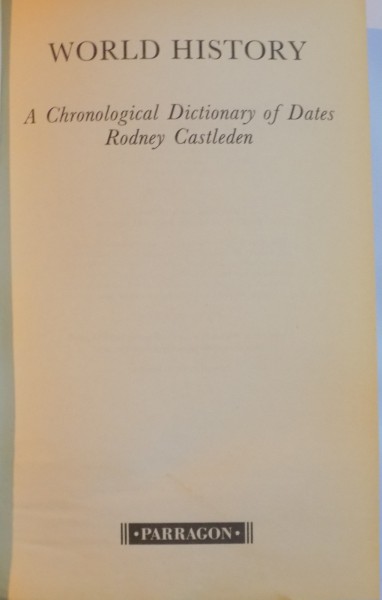 WORLD HISTORY
A Chronological Dictionary of Dates
Rodney Castleden
·PARRAGON·